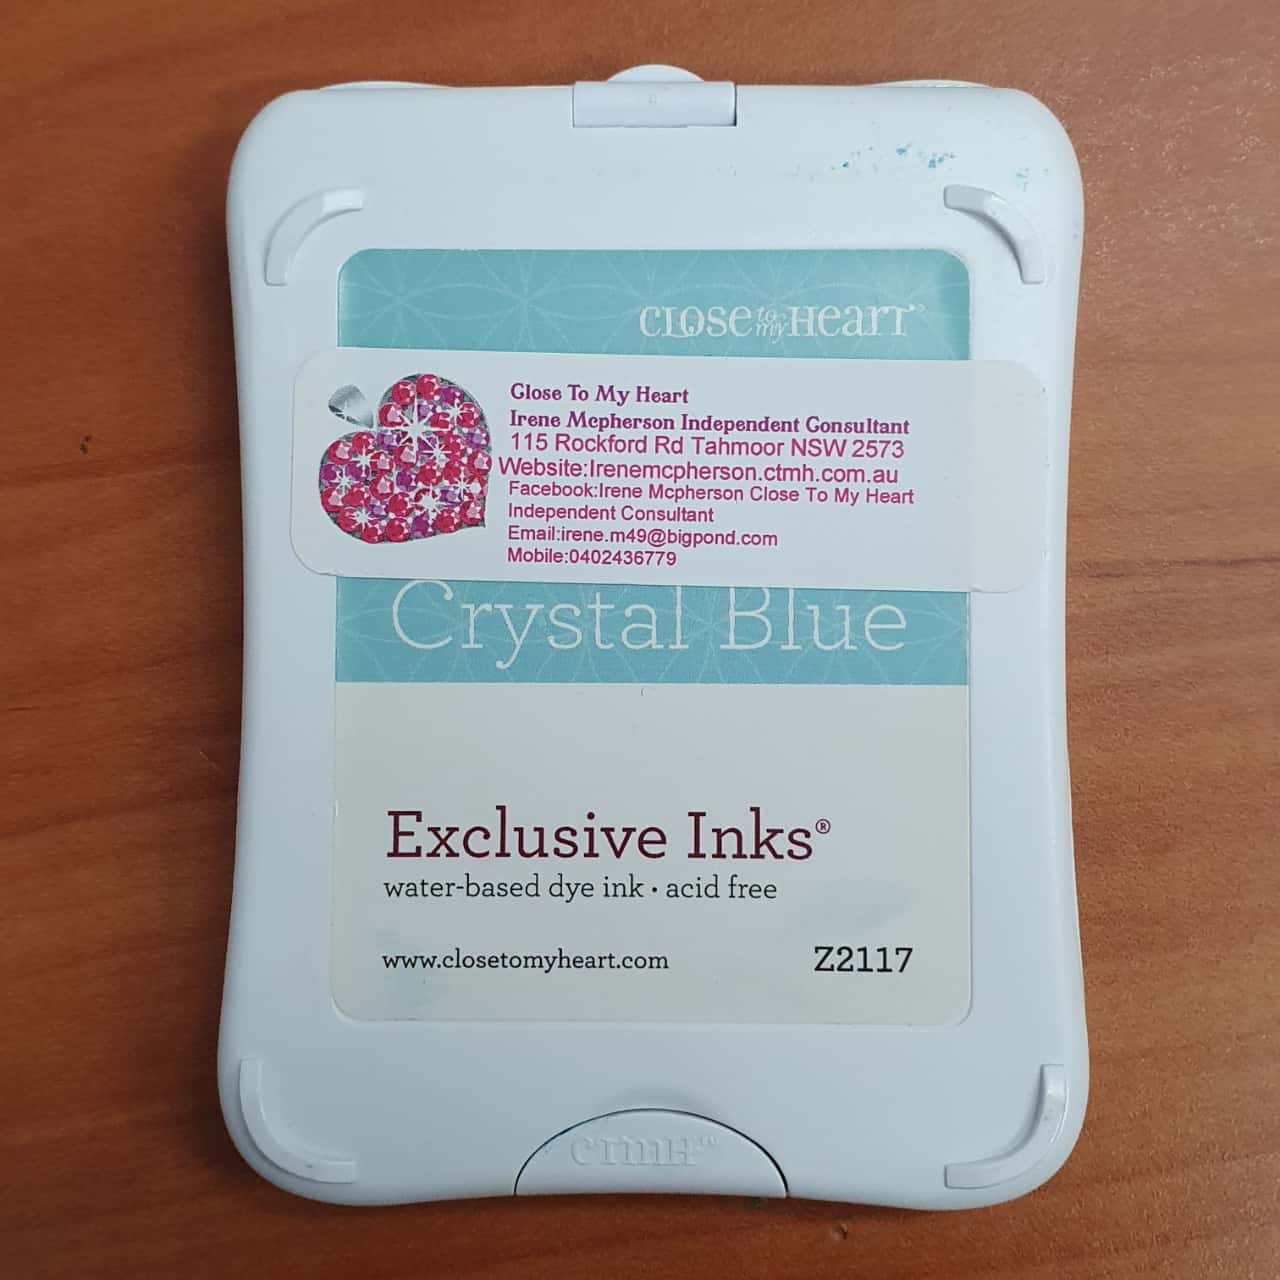 CLOSE to my HEART®
Close To My Heart
Irene Mcpherson Independent Consultant
115 Rockford Rd Tahmoor NSW 2573
Website:Irenemcpherson.ctmh.com.au
Facebook:Irene Mcpherson Close To My Heart
Independent Consultant
Email:irene.m49@bigpond.com
Mobile:0402436779
Crystal Blue
Exclusive Inks®
water-based dye ink • acid free
www.closetomyheart.com Z2117
CTMH™